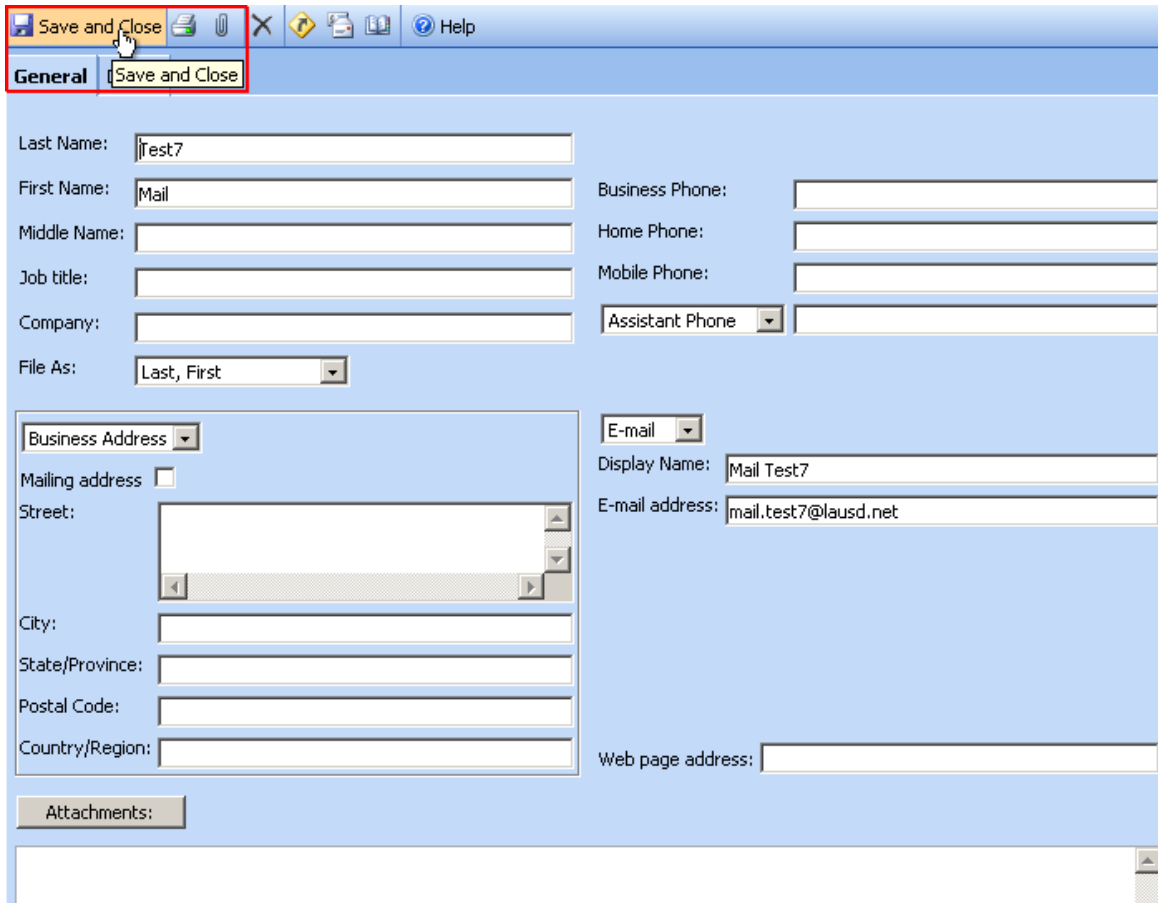 Save and Close Help
General Save and Close
Last Name: Test7
First Name: Mail
Business Phone:
Middle Name:
Home Phone:
Job title:
Mobile Phone:
Company:
Assistant Phone
File As: Last, First
Business Address
E-mail
Mailing address
Display Name: Mail Test7
Street:
E-mail address: mail.test7@lausd.net
City:
State/Province:
Postal Code:
Country/Region:
Web page address:
Attachments: